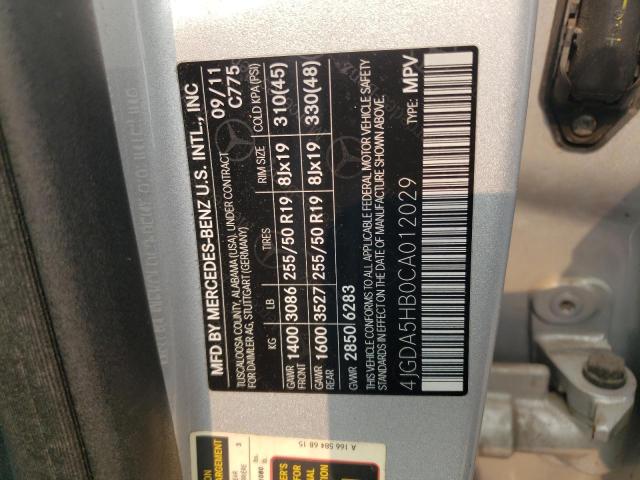 MFD BY MERCEDES-BENZ U.S. INTL., INC
TUSCALOOSA COUNTY, ALABAMA (USA), UNDER CONTRACT 09/11
FOR DAIMLER AG, STUTTGART (GERMANY) C775
KG LB TIRES RIM SIZE COLD KPA (PSI)
GAWR FRONT 1400 3086 255/50 R19 8Jx19 310(45)
GAWR REAR 1600 3527 255/50 R19 8Jx19 330(48)
GVWR 2850 6283
THIS VEHICLE CONFORMS TO ALL APPLICABLE FEDERAL MOTOR VEHICLE SAFETY
STANDARDS IN EFFECT ON THE DATE OF MANUFACTURE SHOWN ABOVE.
4JGDA5HB0CA012029 TYPE: MPV
A 166 584 68 15